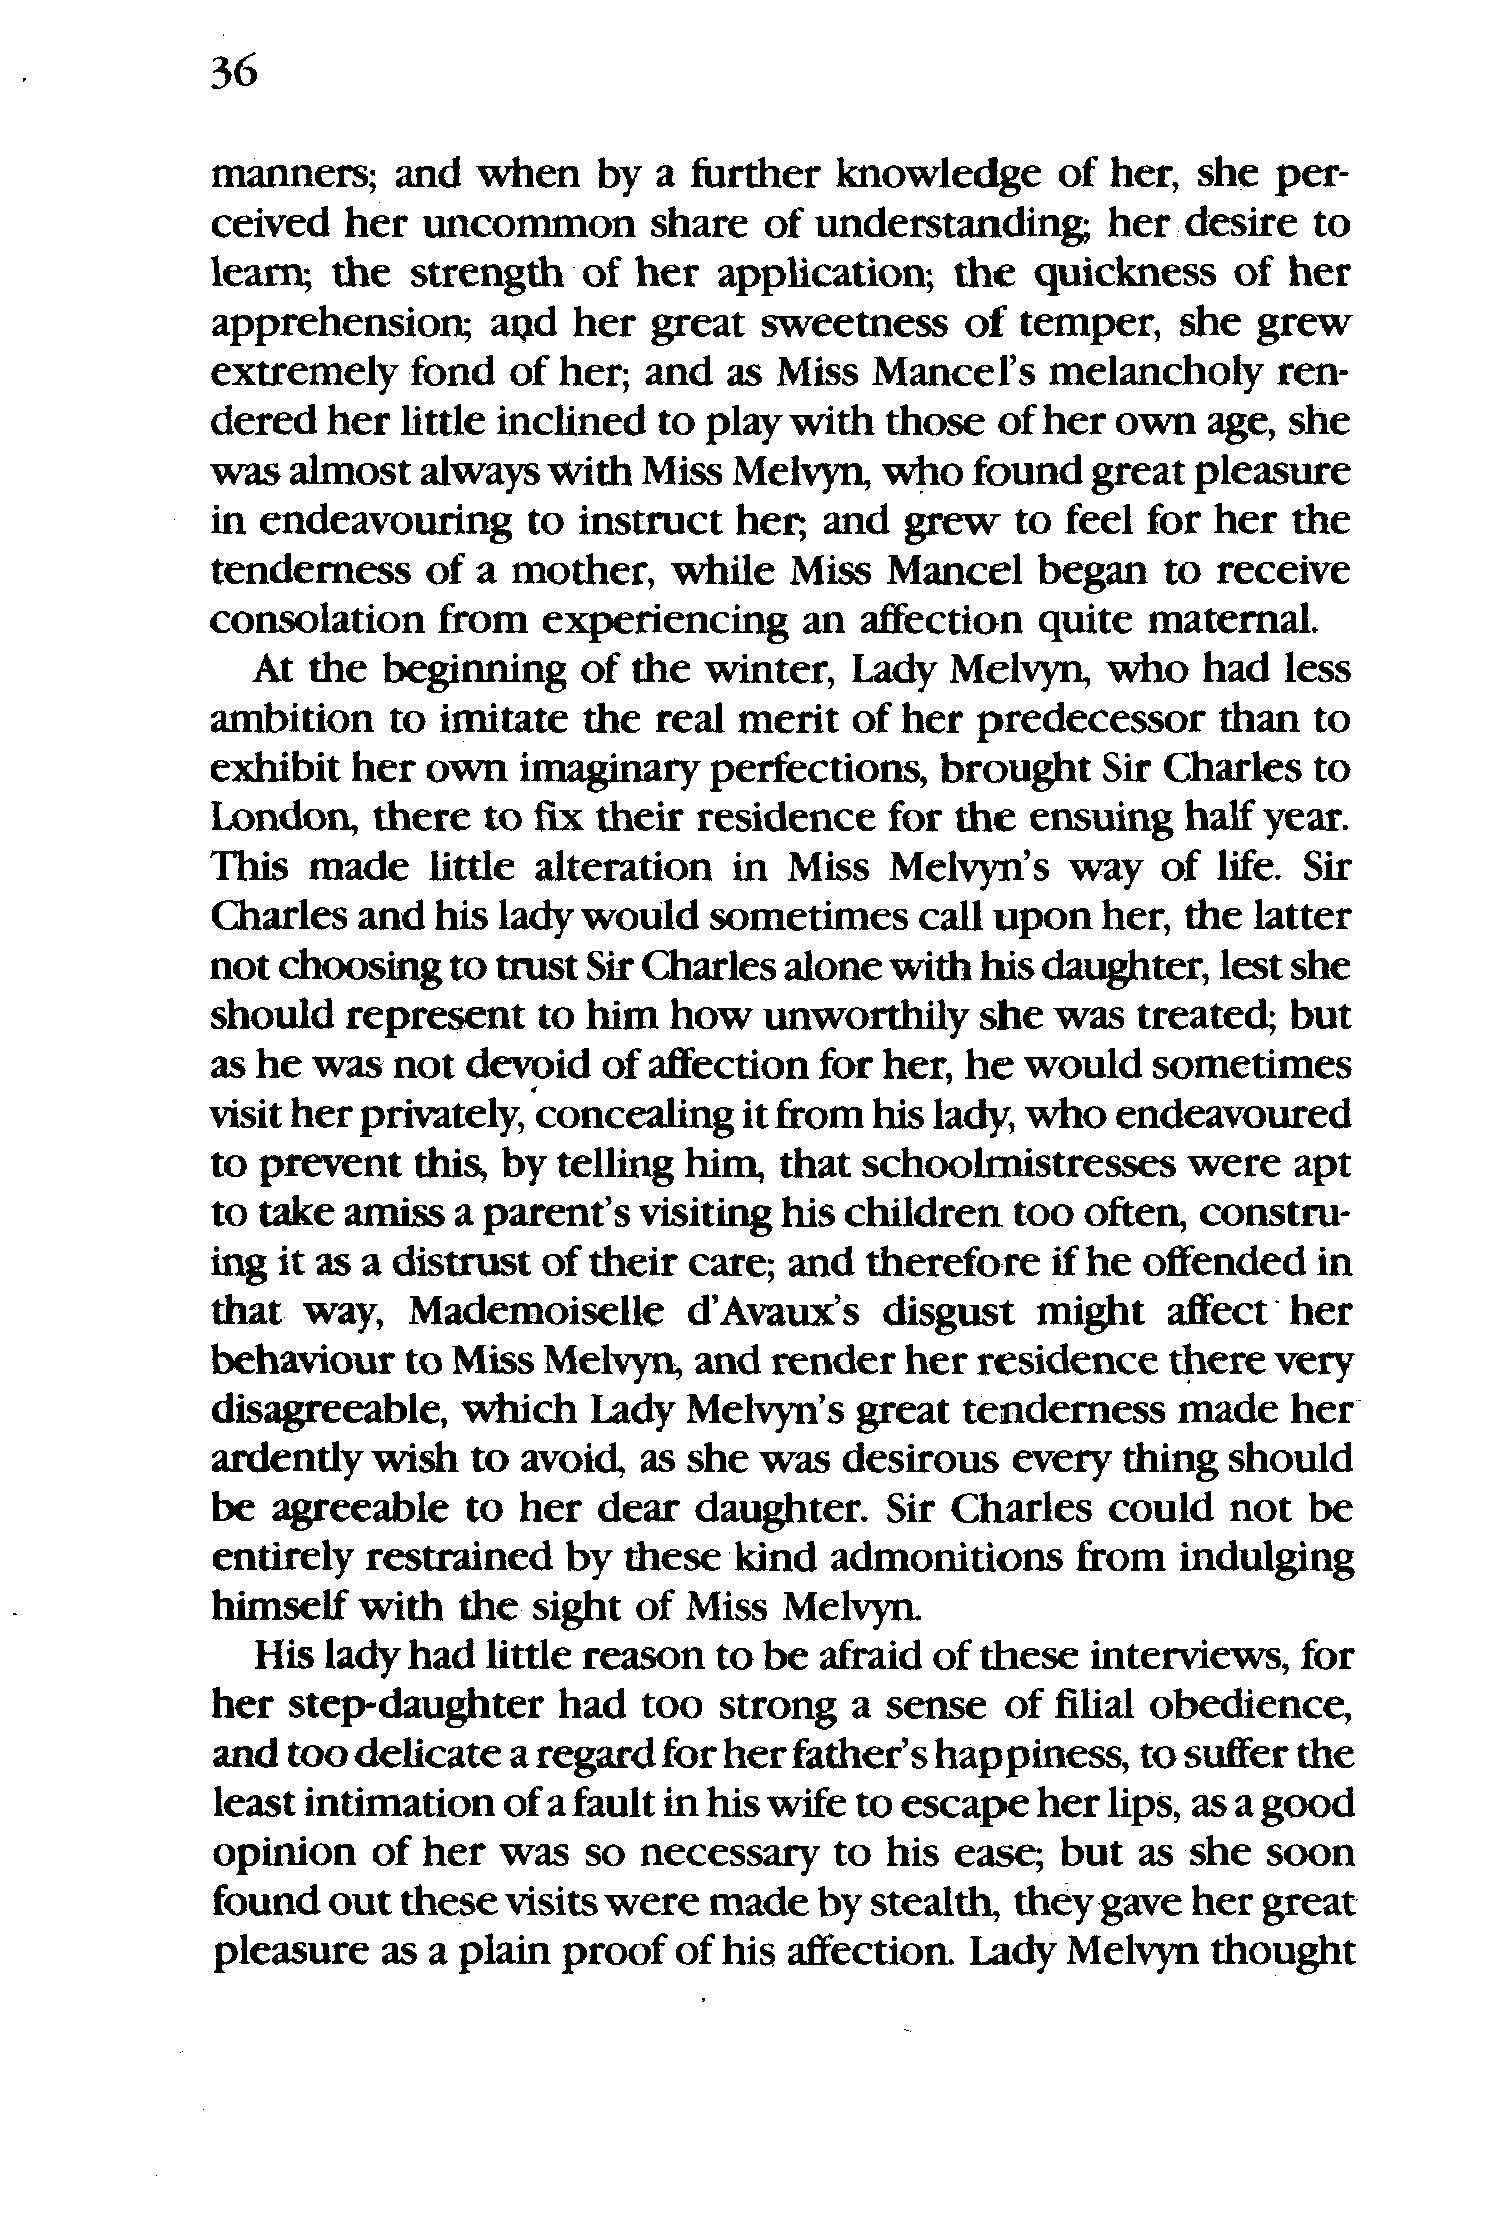 36
manners; and when by a further knowledge of her, she per-
ceived her uncommon share of understanding; her desire to
learn; the strength of her application; the quickness of her
apprehension; and her great sweetness of temper, she grew
extremely fond of her; and as Miss Mancel's melancholy ren-
dered her little inclined to play with those of her own age, she
was almost always with Miss Melvyn, who found great pleasure
in endeavouring to instruct her; and grew to feel for her the
tenderness of a mother, while Miss Mancel began to receive
consolation from experiencing an affection quite maternal.
At the beginning of the winter, Lady Melvyn, who had less
ambition to imitate the real merit of her predecessor than to
exhibit her own imaginary perfections, brought Sir Charles to
London, there to fix their residence for the ensuing half year.
This made little alteration in Miss Melvyn's way of life. Sir
Charles and his lady would sometimes call upon her, the latter
not choosing to trust Sir Charles alone with his daughter, lest she
should represent to him how unworthily she was treated; but
as he was not devoid of affection for her, he would sometimes
visit her privately, concealing it from his lady, who endeavoured
to prevent this, by telling him, that schoolmistresses were apt
to take amiss a parent's visiting his children too often, constru-
ing it as a distrust of their care; and therefore if he offended in
that way, Mademoiselle d'Avaux's disgust might affect her
behaviour to Miss Melvyn, and render her residence there very
disagreeable, which Lady Melvyn's great tenderness made her
ardently wish to avoid, as she was desirous every thing should
be agreeable to her dear daughter. Sir Charles could not be
entirely restrained by these kind admonitions from indulging
himself with the sight of Miss Melvyn.
His lady had little reason to be afraid of these interviews, for
her step-daughter had too strong a sense of filial obedience,
and too delicate a regard for her father's happiness, to suffer the
least intimation of a fault in his wife to escape her lips, as a good
opinion of her was so necessary to his ease; but as she soon
found out these visits were made by stealth, they gave her great
pleasure as a plain proof of his affection. Lady Melvyn thought